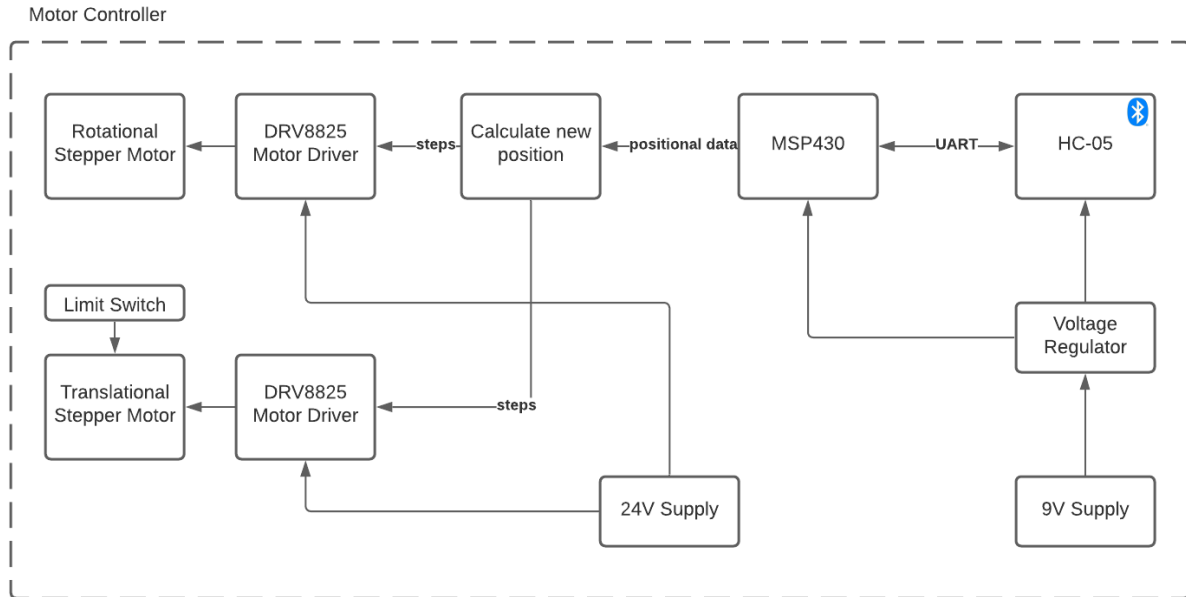 Motor Controller
Rotational
Stepper Motor
DRV8825
Motor Driver
steps
Calculate new
position
positional data
MSP430
UART
HC-05
Limit Switch
Translational
Stepper Motor
DRV8825
Motor Driver
steps
Voltage
Regulator
24V Supply
9V Supply